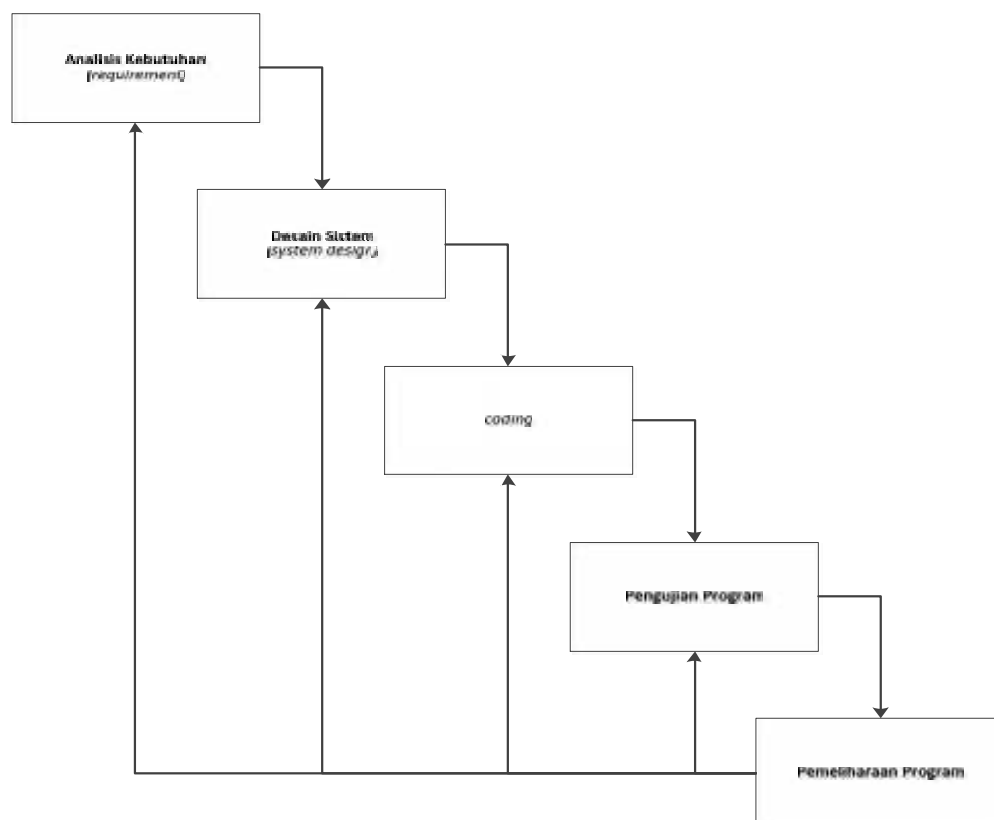 Analisis Kebutuhan
(requirement)
Desain Sistem
(system design)
coding
Pengujian Program
Pemeliharaan Program